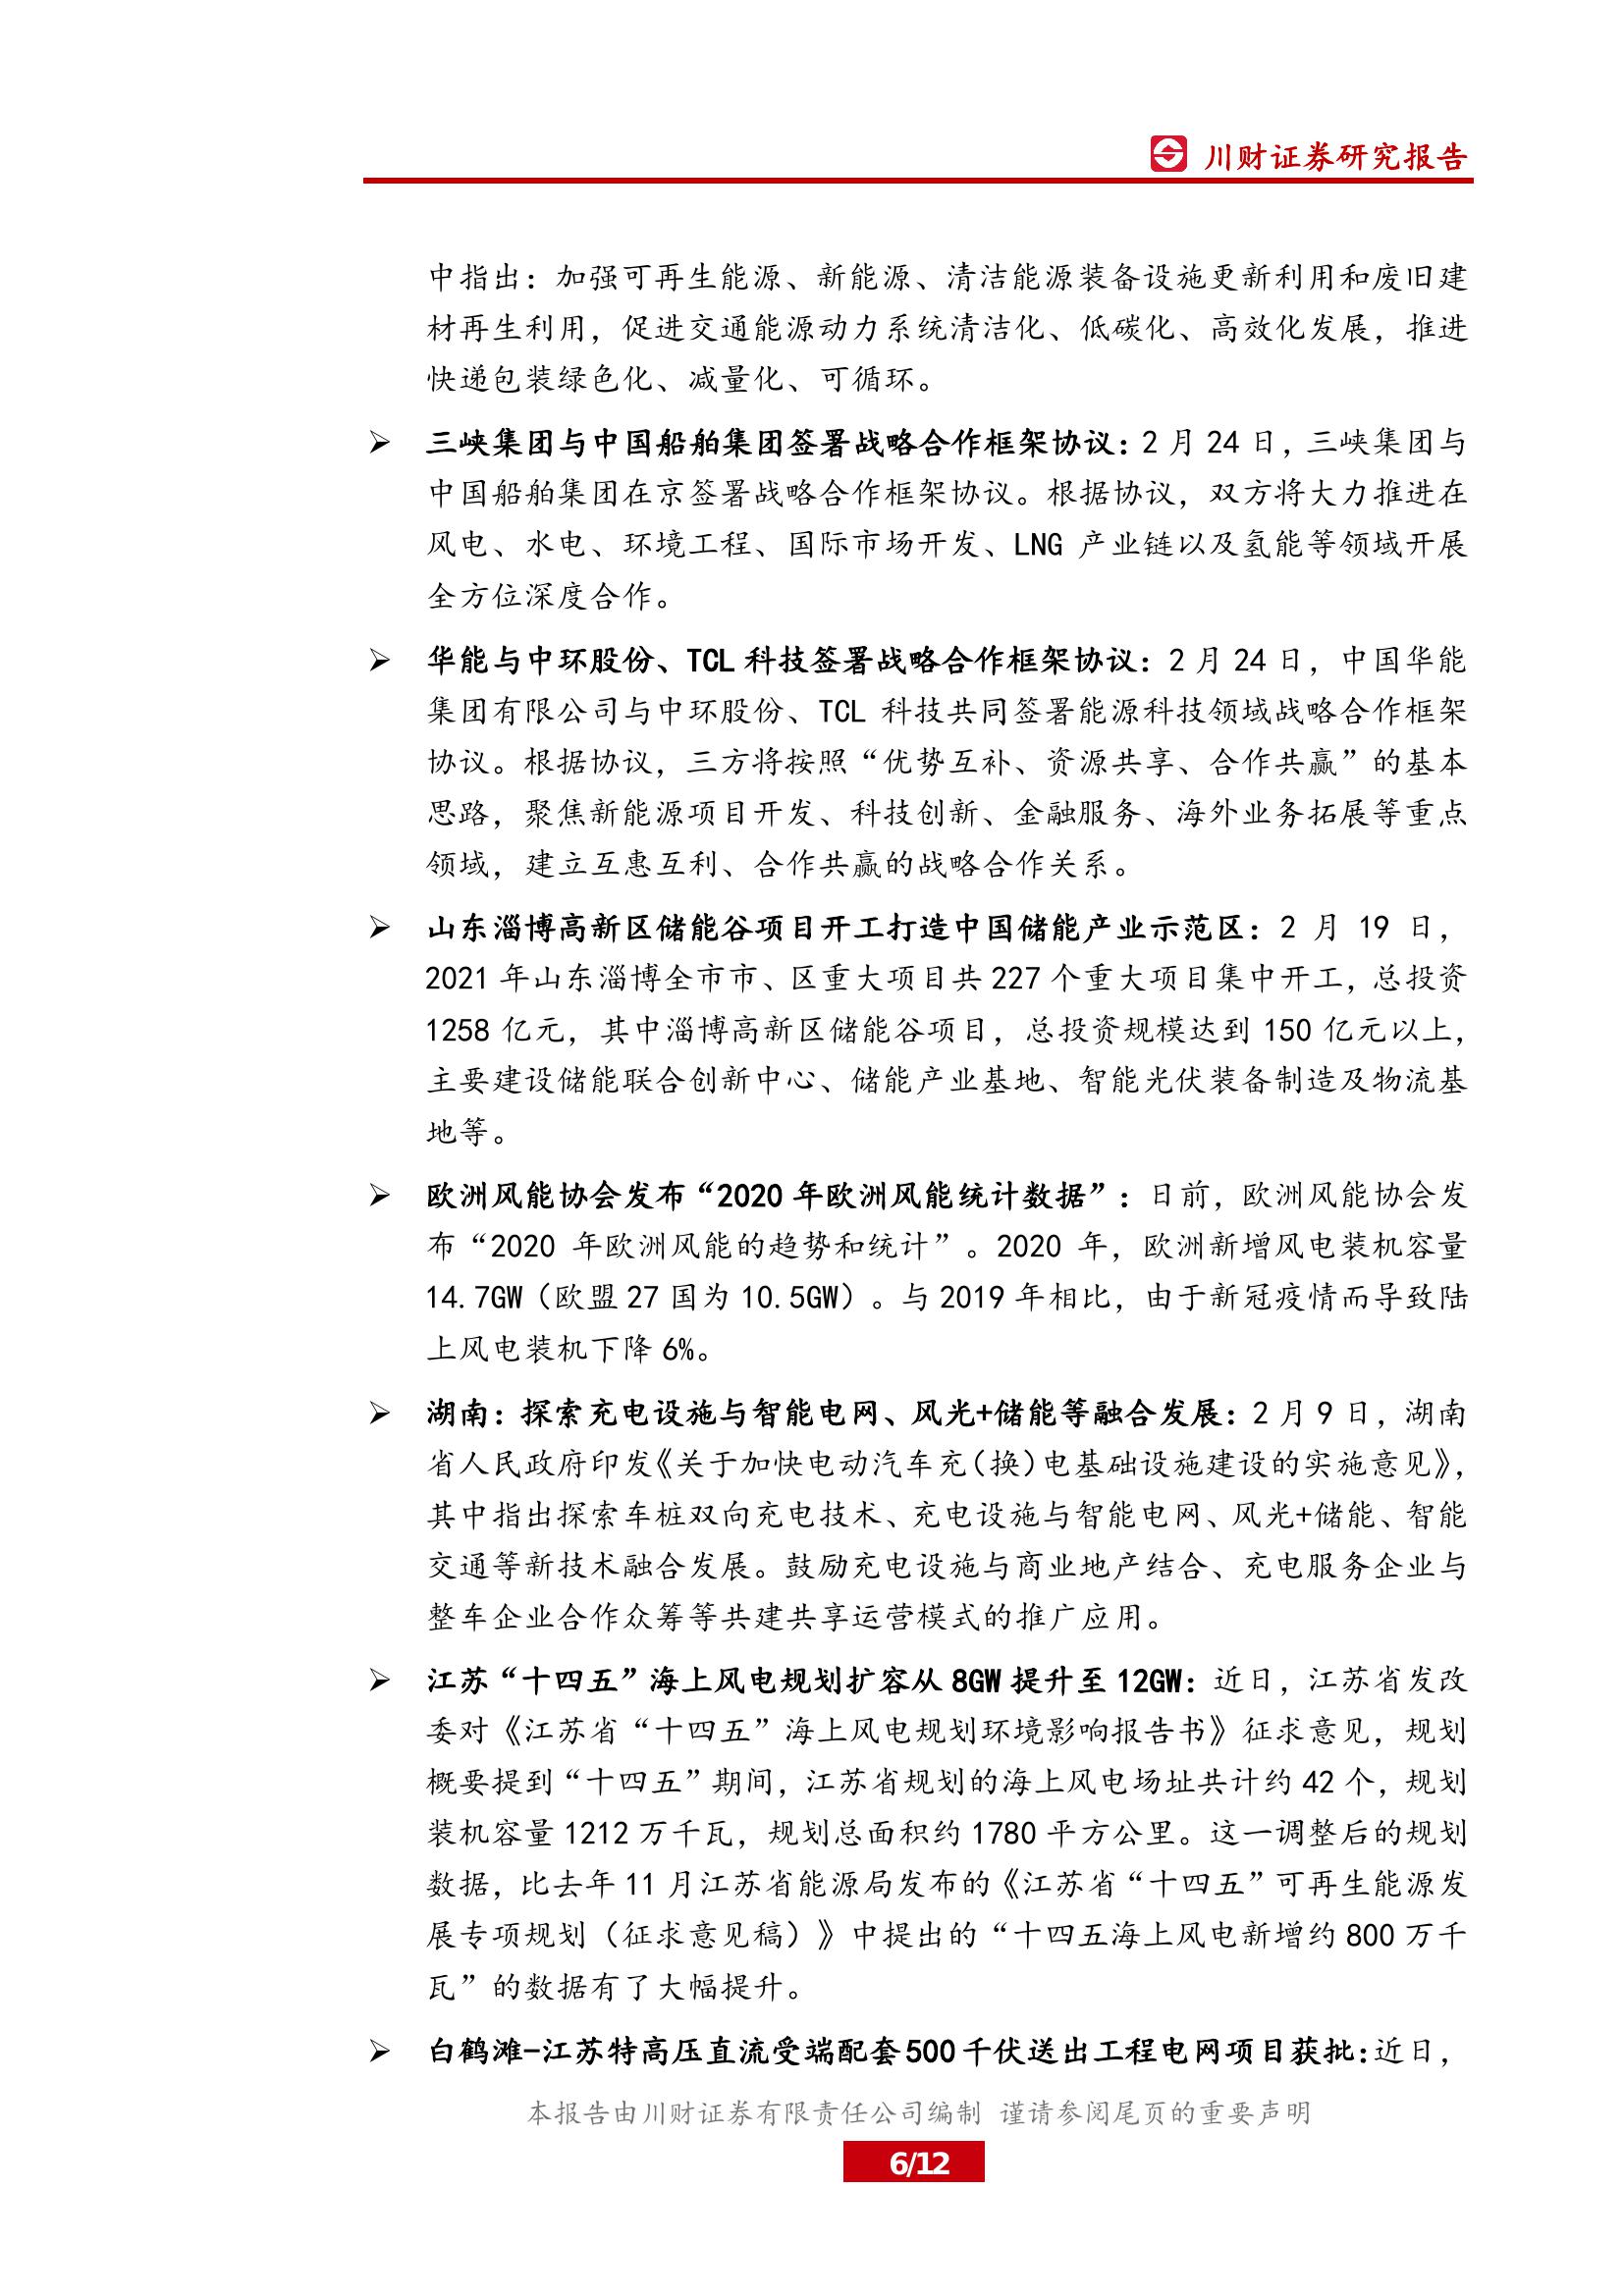 川财证券研究报告
中指出：加强可再生能源、新能源、清洁能源装备设施更新利用和废旧建
材再生利用，促进交通能源动力系统清洁化、低碳化、高效化发展，推进
快递包装绿色化、减量化、可循环。
➢ 三峡集团与中国船舶集团签署战略合作框架协议：2 月 24 日，三峡集团与
中国船舶集团在京签署战略合作框架协议。根据协议，双方将大力推进在
风电、水电、环境工程、国际市场开发、LNG 产业链以及氢能等领域开展
全方位深度合作。
➢ 华能与中环股份、TCL 科技签署战略合作框架协议：2 月 24 日，中国华能
集团有限公司与中环股份、TCL 科技共同签署能源科技领域战略合作框架
协议。根据协议，三方将按照“优势互补、资源共享、合作共赢”的基本
思路，聚焦新能源项目开发、科技创新、金融服务、海外业务拓展等重点
领域，建立互惠互利、合作共赢的战略合作关系。
➢ 山东淄博高新区储能谷项目开工打造中国储能产业示范区：2 月 19 日，
2021 年山东淄博全市市、区重大项目共 227 个重大项目集中开工，总投资
1258 亿元，其中淄博高新区储能谷项目，总投资规模达到 150 亿元以上，
主要建设储能联合创新中心、储能产业基地、智能光伏装备制造及物流基
地等。
➢ 欧洲风能协会发布“2020 年欧洲风能统计数据”：日前，欧洲风能协会发
布“2020 年欧洲风能的趋势和统计”。2020 年，欧洲新增风电装机容量
14.7GW（欧盟 27 国为 10.5GW）。与 2019 年相比，由于新冠疫情而导致陆
上风电装机下降 6%。
➢ 湖南：探索充电设施与智能电网、风光+储能等融合发展：2 月 9 日，湖南
省人民政府印发《关于加快电动汽车充（换）电基础设施建设的实施意见》，
其中指出探索车桩双向充电技术、充电设施与智能电网、风光+储能、智能
交通等新技术融合发展。鼓励充电设施与商业地产结合、充电服务企业与
整车企业合作众筹等共建共享运营模式的推广应用。
➢ 江苏“十四五”海上风电规划扩容从 8GW 提升至 12GW：近日，江苏省发改
委对《江苏省“十四五”海上风电规划环境影响报告书》征求意见，规划
概要提到“十四五”期间，江苏省规划的海上风电场址共计约 42 个，规划
装机容量 1212 万千瓦，规划总面积约 1780 平方公里。这一调整后的规划
数据，比去年 11 月江苏省能源局发布的《江苏省“十四五”可再生能源发
展专项规划（征求意见稿）》中提出的“十四五海上风电新增约 800 万千
瓦”的数据有了大幅提升。
➢ 白鹤滩-江苏特高压直流受端配套 500 千伏送出工程电网项目获批：近日，
本报告由川财证券有限责任公司编制 谨请参阅尾页的重要声明
6/12